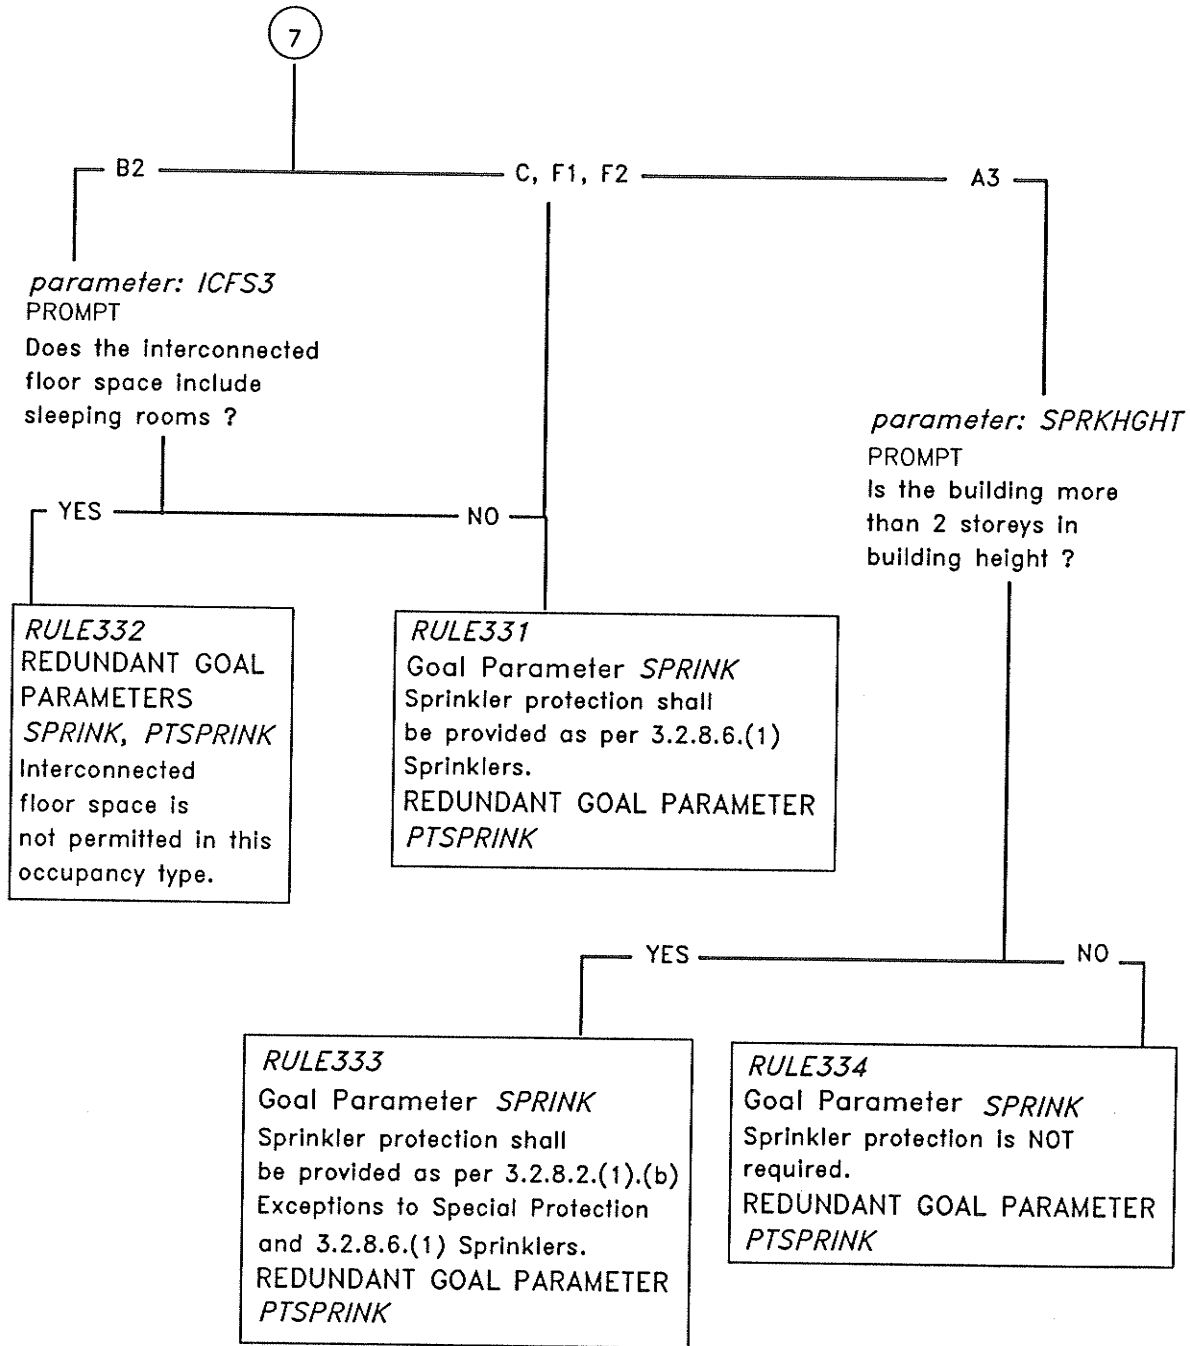 7
B2
C, F1, F2
A3
parameter: ICFS3
PROMPT
Does the interconnected
floor space include
sleeping rooms ?
parameter: SPRKHGHT
PROMPT
Is the building more
than 2 storeys in
building height ?
YES
NO
RULE332
REDUNDANT GOAL
PARAMETERS
SPRINK, PTSPRINK
Interconnected
floor space is
not permitted in this
occupancy type.
RULE331
Goal Parameter SPRINK
Sprinkler protection shall
be provided as per 3.2.8.6.(1)
Sprinklers.
REDUNDANT GOAL PARAMETER
PTSPRINK
YES
NO
RULE333
Goal Parameter SPRINK
Sprinkler protection shall
be provided as per 3.2.8.2.(1).(b)
Exceptions to Special Protection
and 3.2.8.6.(1) Sprinklers.
REDUNDANT GOAL PARAMETER
PTSPRINK
RULE334
Goal Parameter SPRINK
Sprinkler protection is NOT
required.
REDUNDANT GOAL PARAMETER
PTSPRINK